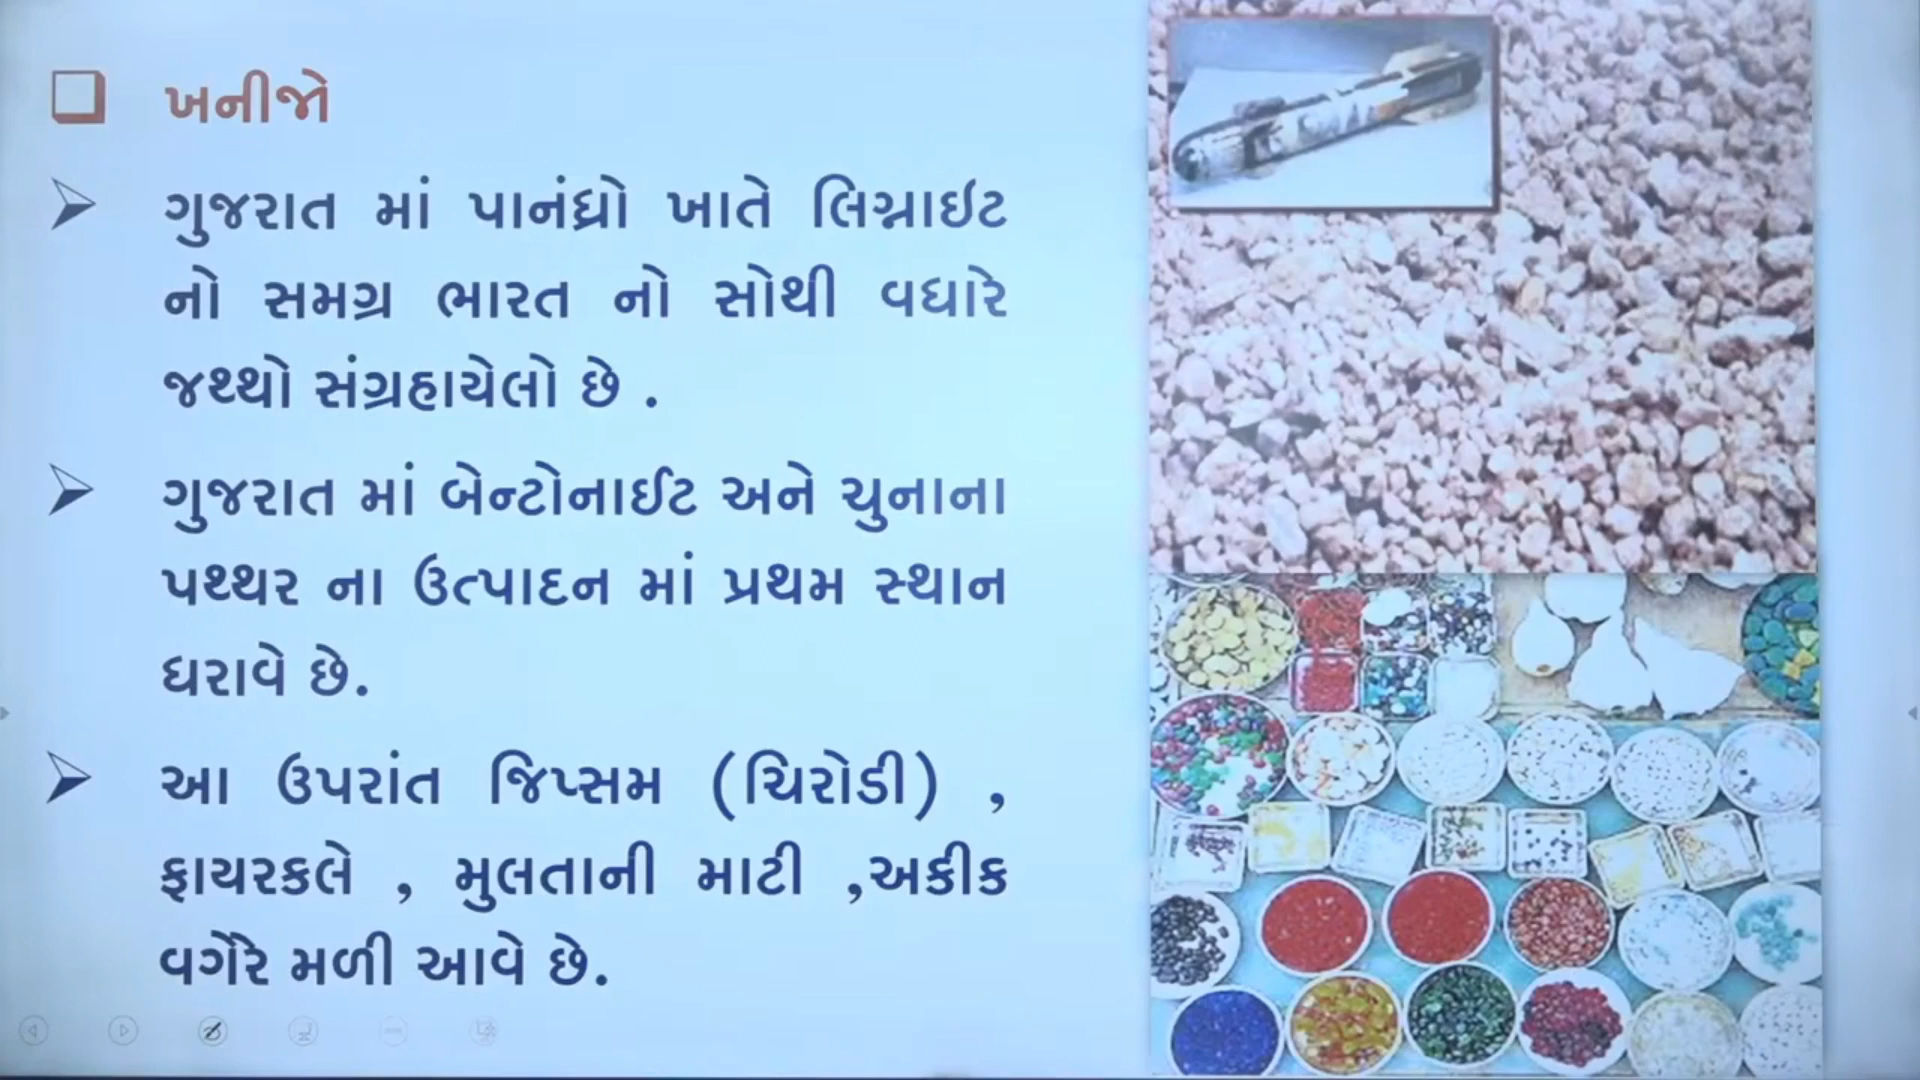 ખનીજો
ગુજરાત માં પાનંધ્રો ખાતે લિગ્નાઈટ
નો સમગ્ર ભારત નો સોથી વધારે
જથ્થો સંગ્રહાયેલો છે .
ગુજરાત માં બેન્ટોનાઈટ અને ચુનાના
પથ્થર ના ઉત્પાદન માં પ્રથમ સ્થાન
ધરાવે છે.
આ ઉપરાંત જિપ્સમ (ચિરોડી) ,
ફાયરકલે , મુલતાની માટી ,અકીક
વગેરે મળી આવે છે.